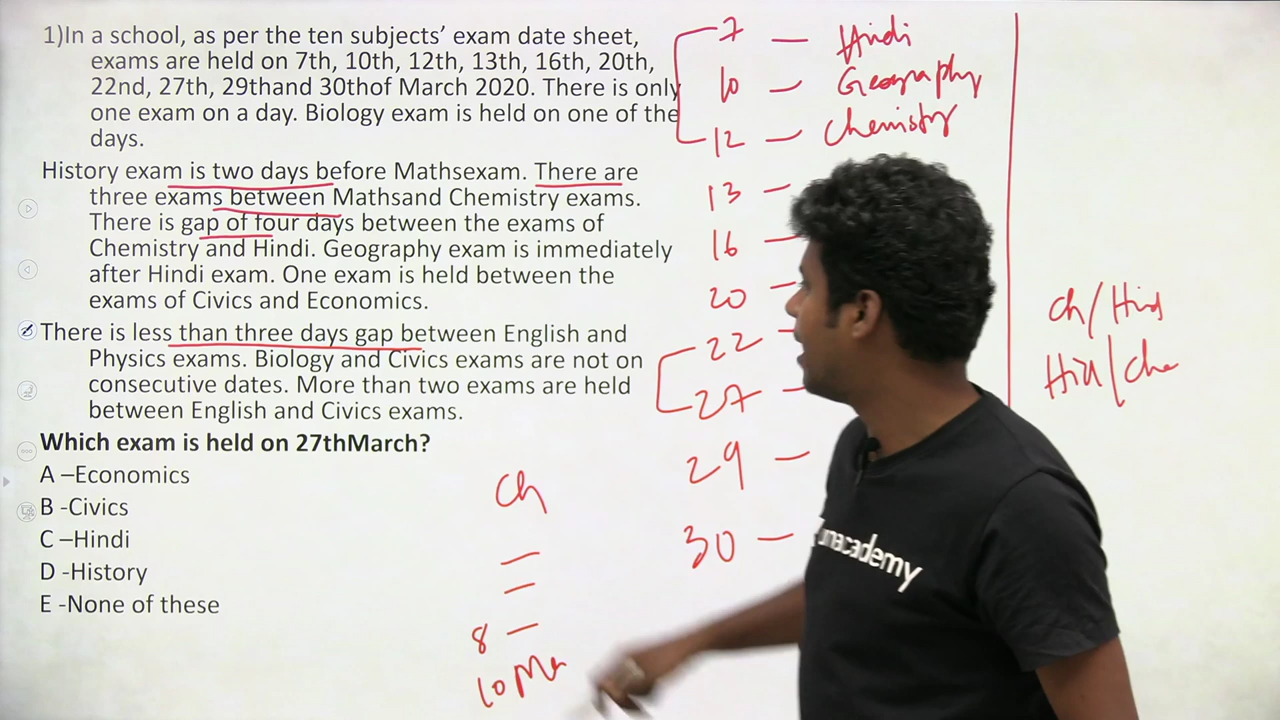 1)In a school, as per the ten subjects’ exam date sheet,
exams are held on 7th, 10th, 12th, 13th, 16th, 20th,
22nd, 27th, 29thand 30thof March 2020. There is only
one exam on a day. Biology exam is held on one of the
days.
History exam is two days before Mathsexam. There are
three exams between Mathsand Chemistry exams.
There is gap of four days between the exams of
Chemistry and Hindi. Geography exam is immediately
after Hindi exam. One exam is held between the
exams of Civics and Economics.
There is less than three days gap between English and
Physics exams. Biology and Civics exams are not on
consecutive dates. More than two exams are held
between English and Civics exams.
Which exam is held on 27thMarch?
A –Economics
B -Civics
C –Hindi
D -History
E -None of these
7 — Hindi
10 — Geography
12 — Chemistry
13 —
16 —
20 —
22 —
27 —
29 —
30 —
Ch
8 —
10 Ma
Ch/Hind
Hid/Che
unacademy